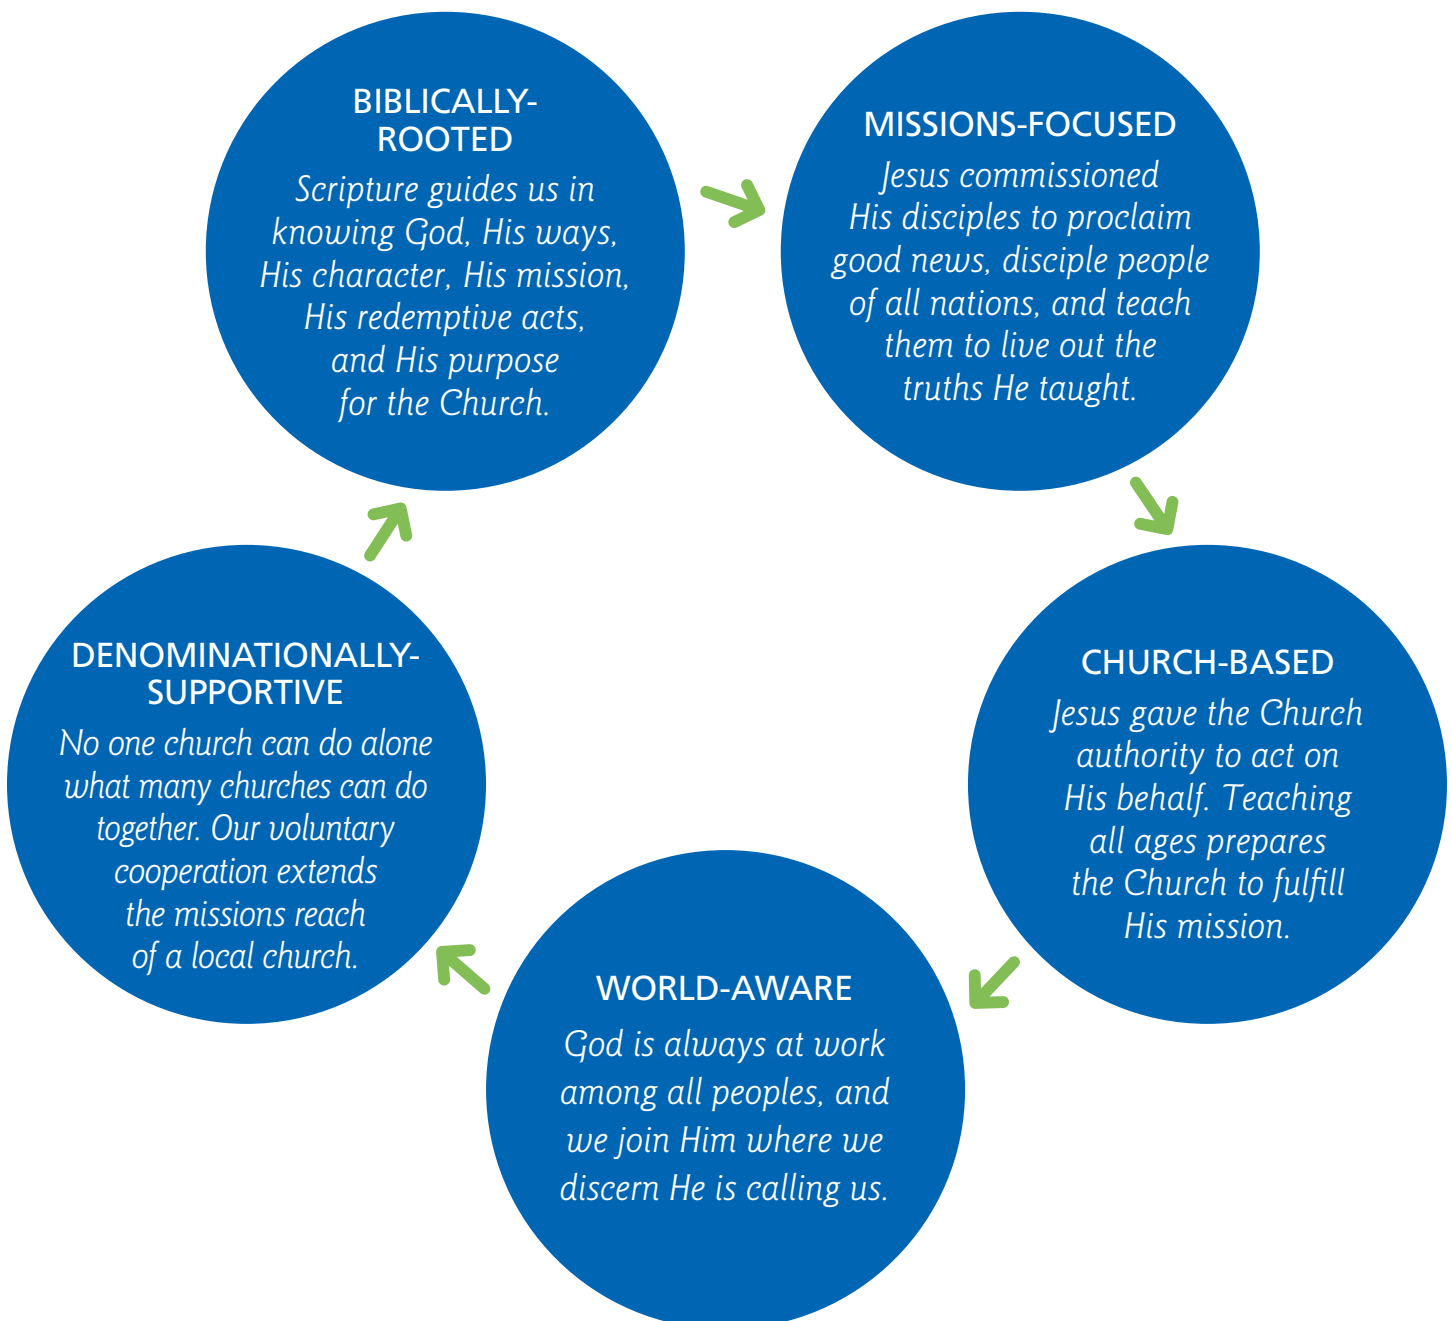 BIBLICALLY-
ROOTED
Scripture guides us in
knowing God, His ways,
His character, His mission,
His redemptive acts,
and His purpose
for the Church.
MISSIONS-FOCUSED
Jesus commissioned
His disciples to proclaim
good news, disciple people
of all nations, and teach
them to live out the
truths He taught.
CHURCH-BASED
Jesus gave the Church
authority to act on
His behalf. Teaching
all ages prepares
the Church to fulfill
His mission.
WORLD-AWARE
God is always at work
among all peoples, and
we join Him where we
discern He is calling us.
DENOMINATIONALLY-
SUPPORTIVE
No one church can do alone
what many churches can do
together. Our voluntary
cooperation extends
the missions reach
of a local church.